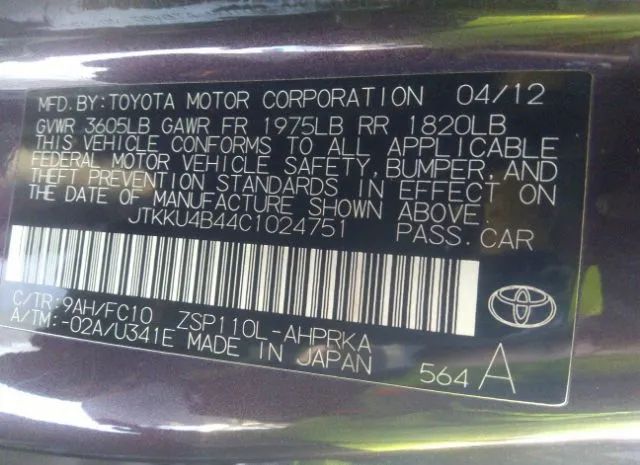 MFD.BY:TOYOTA MOTOR CORPORATION 04/12
GVWR 3605LB GAWR FR 1975LB RR 1820LB
THIS VEHICLE CONFORMS TO ALL APPLICABLE
FEDERAL MOTOR VEHICLE SAFETY, BUMPER, AND
THEFT PREVENTION STANDARDS IN EFFECT ON
THE DATE OF MANUFACTURE SHOWN ABOVE.
JTKKU4B44C1024751 PASS.CAR
C/TR:9AH/FC10 ZSP110L-AHPRKA
A/TM:-02A/U341E MADE IN JAPAN
564 A